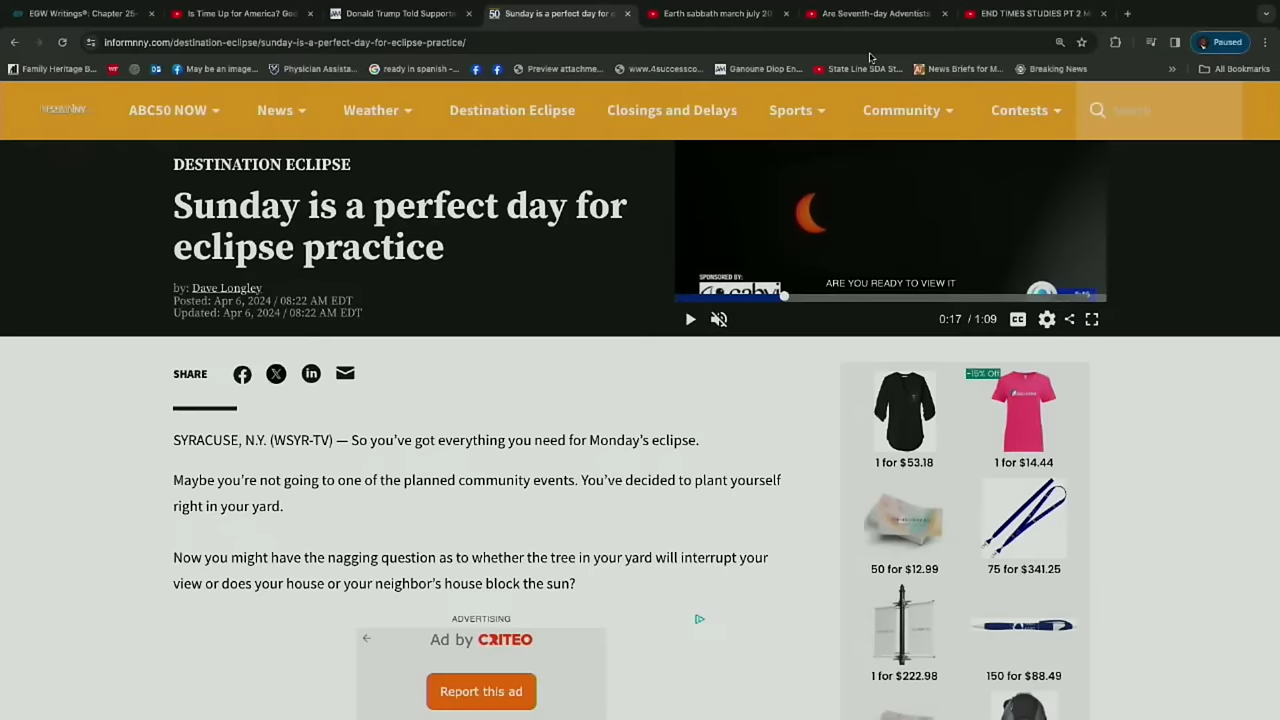 EGW Writings®: Chapter 25-
Is Time Up for America? Go
Donald Trump Told Supporte
Sunday is a perfect day for e
Earth sabbath march july 20
Are Seventh-day Adventists
END TIMES STUDIES PT 2 M
informnny.com/destination-eclipse/sunday-is-a-perfect-day-for-eclipse-practice/
Paused
Family Heritage B...
May be an image...
Physician Assista...
ready in spanish -...
Preview attachme...
www.4successco...
Ganoune Diop En...
State Line SDA St...
News Briefs for M...
Breaking News
All Bookmarks
ABC50 NOW
News
Weather
Destination Eclipse
Closings and Delays
Sports
Community
Contests
Search
DESTINATION ECLIPSE
Sunday is a perfect day for
eclipse practice
by: Dave Longley
Posted: Apr 6, 2024 / 08:22 AM EDT
Updated: Apr 6, 2024 / 08:22 AM EDT
SPONSORED BY:
ARE YOU READY TO VIEW IT
0:17 / 1:09
CC
SHARE
SYRACUSE, N.Y. (WSYR-TV) — So you've got everything you need for Monday's eclipse.
Maybe you're not going to one of the planned community events. You've decided to plant yourself
right in your yard.
Now you might have the nagging question as to whether the tree in your yard will interrupt your
view or does your house or your neighbor's house block the sun?
ADVERTISING
Ad by CRITEO
Report this ad
-15% Off
1 for $53.18
1 for $14.44
50 for $12.99
75 for $341.25
1 for $222.98
150 for $88.49